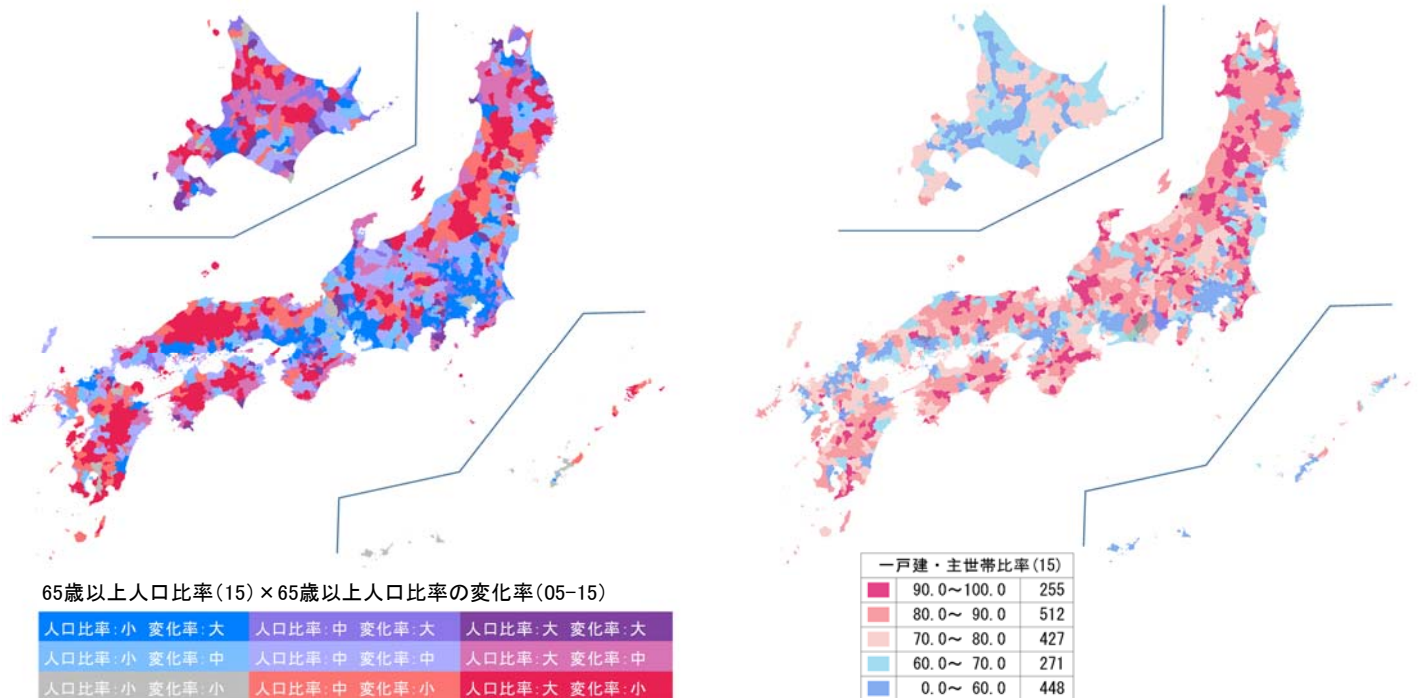 65歳以上人口比率(15)×65歳以上人口比率の変化率(05-15)
人口比率:小 変化率:大 人口比率:中 変化率:大 人口比率:大 変化率:大
人口比率:小 変化率:中 人口比率:中 変化率:中 人口比率:大 変化率:中
人口比率:小 変化率:小 人口比率:中 変化率:小 人口比率:大 変化率:小
一戸建・主世帯比率(15)
90.0~100.0 255
80.0~ 90.0 512
70.0~ 80.0 427
60.0~ 70.0 271
0.0~ 60.0 448